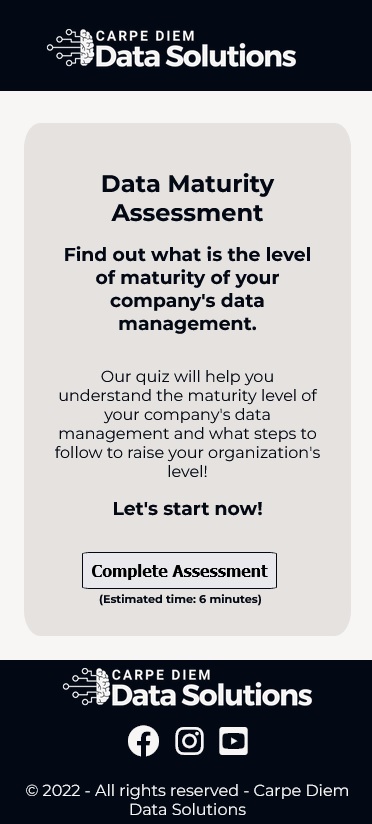 CARPE DIEM
Data Solutions
Data Maturity
Assessment
Find out what is the level
of maturity of your
company's data
management.
Our quiz will help you
understand the maturity level of
your company's data
management and what steps to
follow to raise your organization's
level!
Let's start now!
Complete Assessment
(Estimated time: 6 minutes)
CARPE DIEM
Data Solutions
© 2022 - All rights reserved - Carpe Diem
Data Solutions